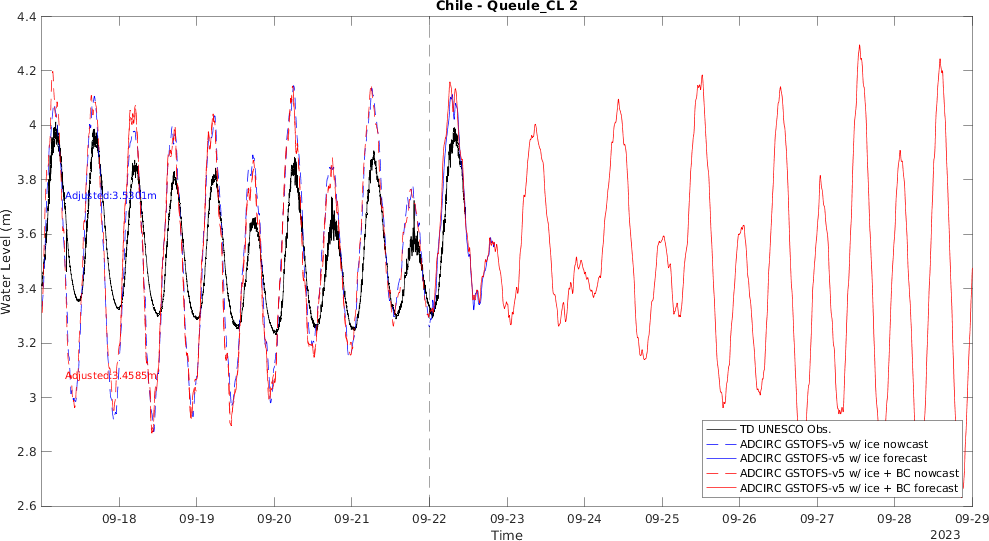 Chile - Queule_CL 2
4.4
4.2
4
3.8
3.6
3.4
3.2
3
2.8
2.6
Water Level (m)
Adjusted:3.5301m
Adjusted:3.4585m
TD UNESCO Obs.
ADCIRC GSTOFS-v5 w/ ice nowcast
ADCIRC GSTOFS-v5 w/ ice forecast
ADCIRC GSTOFS-v5 w/ ice + BC nowcast
ADCIRC GSTOFS-v5 w/ ice + BC forecast
09-18 09-19 09-20 09-21 09-22 09-23 09-24 09-25 09-26 09-27 09-28 09-29
Time
2023